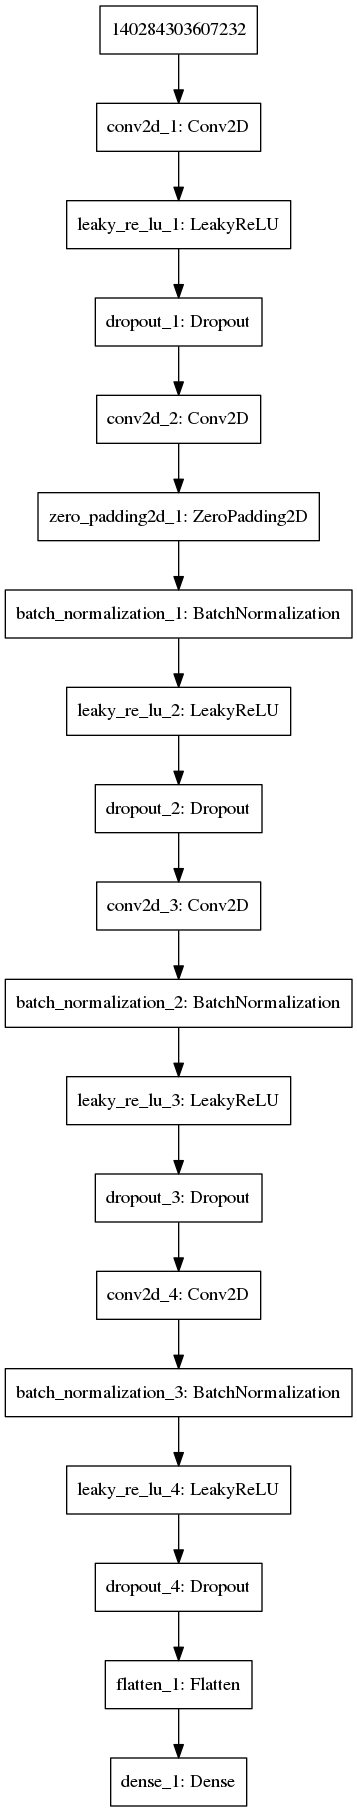 140284303607232
conv2d_1: Conv2D
leaky_re_lu_1: LeakyReLU
dropout_1: Dropout
conv2d_2: Conv2D
zero_padding2d_1: ZeroPadding2D
batch_normalization_1: BatchNormalization
leaky_re_lu_2: LeakyReLU
dropout_2: Dropout
conv2d_3: Conv2D
batch_normalization_2: BatchNormalization
leaky_re_lu_3: LeakyReLU
dropout_3: Dropout
conv2d_4: Conv2D
batch_normalization_3: BatchNormalization
leaky_re_lu_4: LeakyReLU
dropout_4: Dropout
flatten_1: Flatten
dense_1: Dense